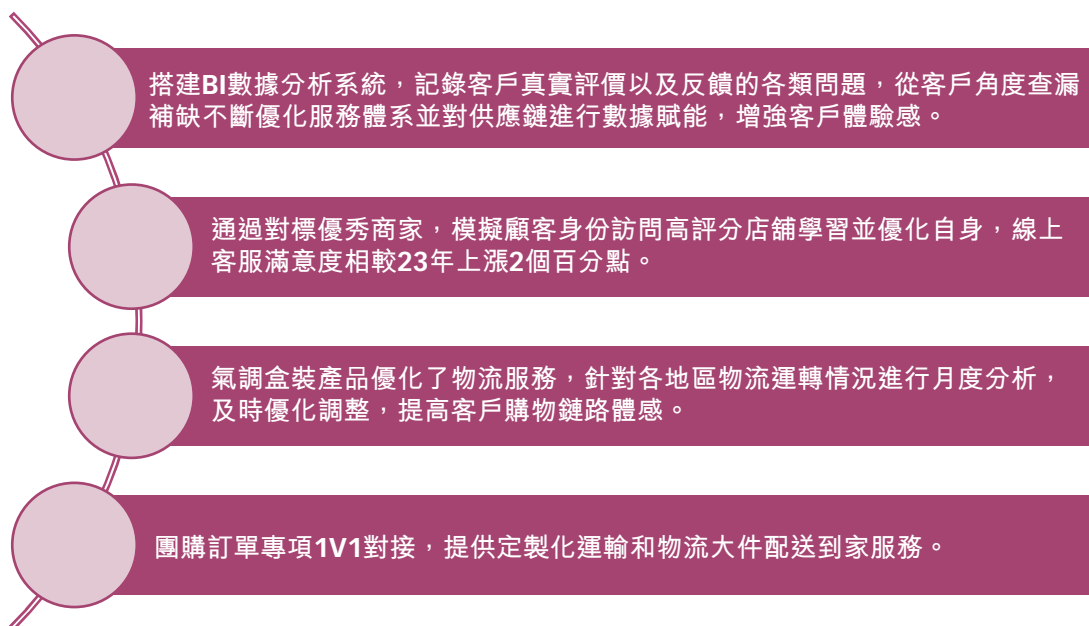 搭建BI數據分析系統，記錄客戶真實評價以及反饋的各類問題，從客戶角度查漏
補缺不斷優化服務體系並對供應鏈進行數據賦能，增強客戶體驗感。
通過對標優秀商家，模擬顧客身份訪問高評分店舖學習並優化自身，線上
客服滿意度相較23年上漲2個百分點。
氣調盒裝產品優化了物流服務，針對各地區物流運轉情況進行月度分析，
及時優化調整，提高客戶購物鏈路體感。
團購訂單專項1V1對接，提供定製化運輸和物流大件配送到家服務。